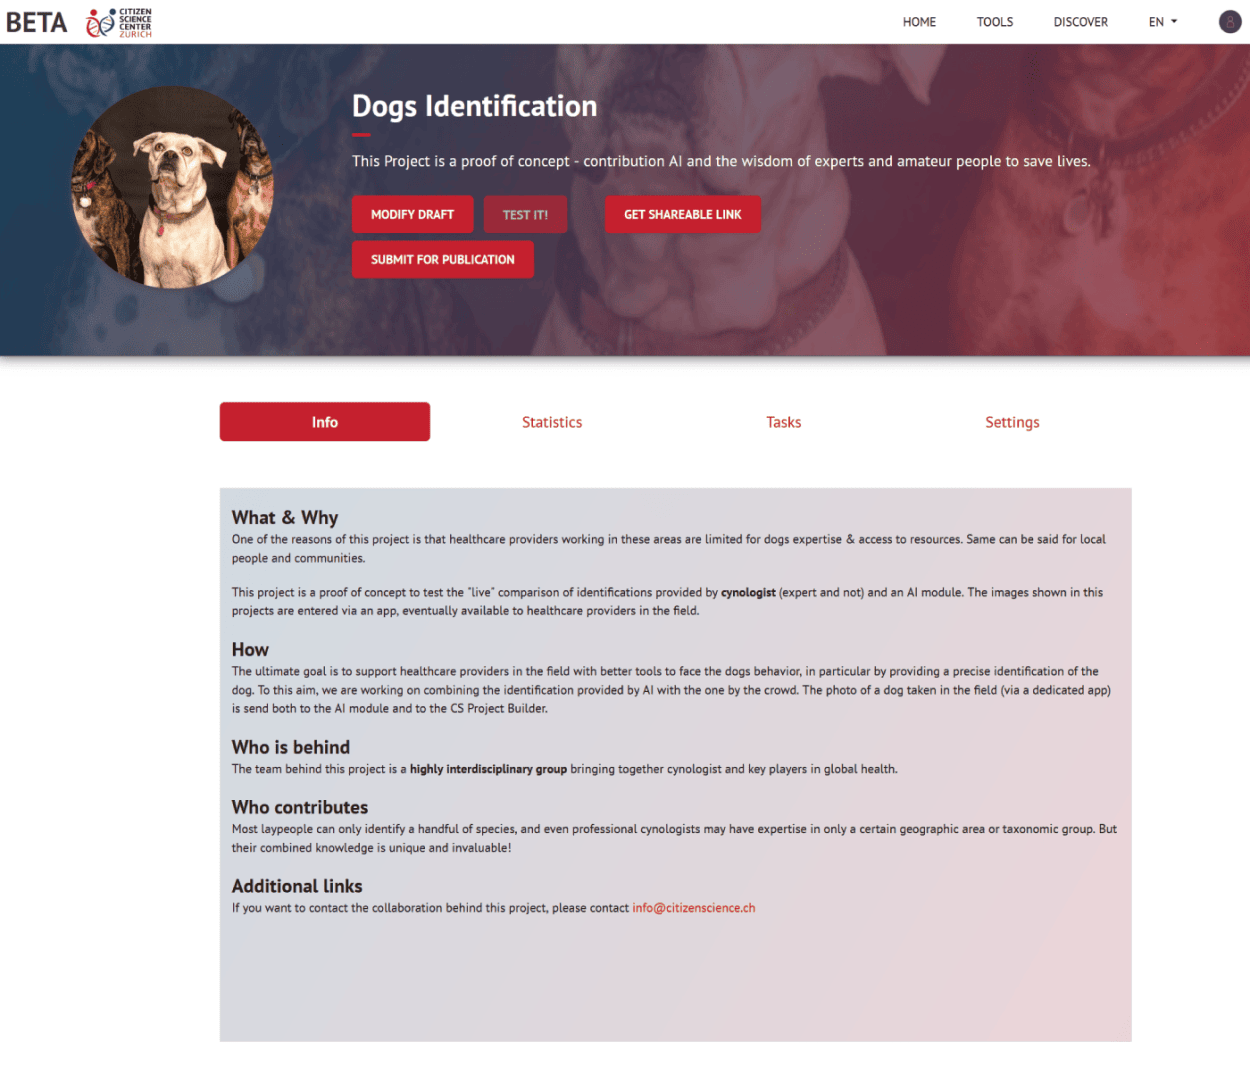 BETA
CITIZEN
SCIENCE
CENTER
ZURICH
HOME
TOOLS
DISCOVER
EN
Dogs Identification
This Project is a proof of concept - contribution AI and the wisdom of experts and amateur people to save lives.
MODIFY DRAFT
TEST IT!
GET SHAREABLE LINK
SUBMIT FOR PUBLICATION
Info
Statistics
Tasks
Settings
What & Why
One of the reasons of this project is that healthcare providers working in these areas are limited for dogs expertise & access to resources. Same can be said for local
people and communities.
This project is a proof of concept to test the "live" comparison of identifications provided by cynologist (expert and not) and an AI module. The images shown in this
projects are entered via an app, eventually available to healthcare providers in the field.
How
The ultimate goal is to support healthcare providers in the field with better tools to face the dogs behavior, in particular by providing a precise identification of the
dog. To this aim, we are working on combining the identification provided by AI with the one by the crowd. The photo of a dog taken in the field (via a dedicated app)
is send both to the AI module and to the CS Project Builder.
Who is behind
The team behind this project is a highly interdisciplinary group bringing together cynologist and key players in global health.
Who contributes
Most laypeople can only identify a handful of species, and even professional cynologists may have expertise in only a certain geographic area or taxonomic group. But
their combined knowledge is unique and invaluable!
Additional links
If you want to contact the collaboration behind this project, please contact info@citizenscience.ch